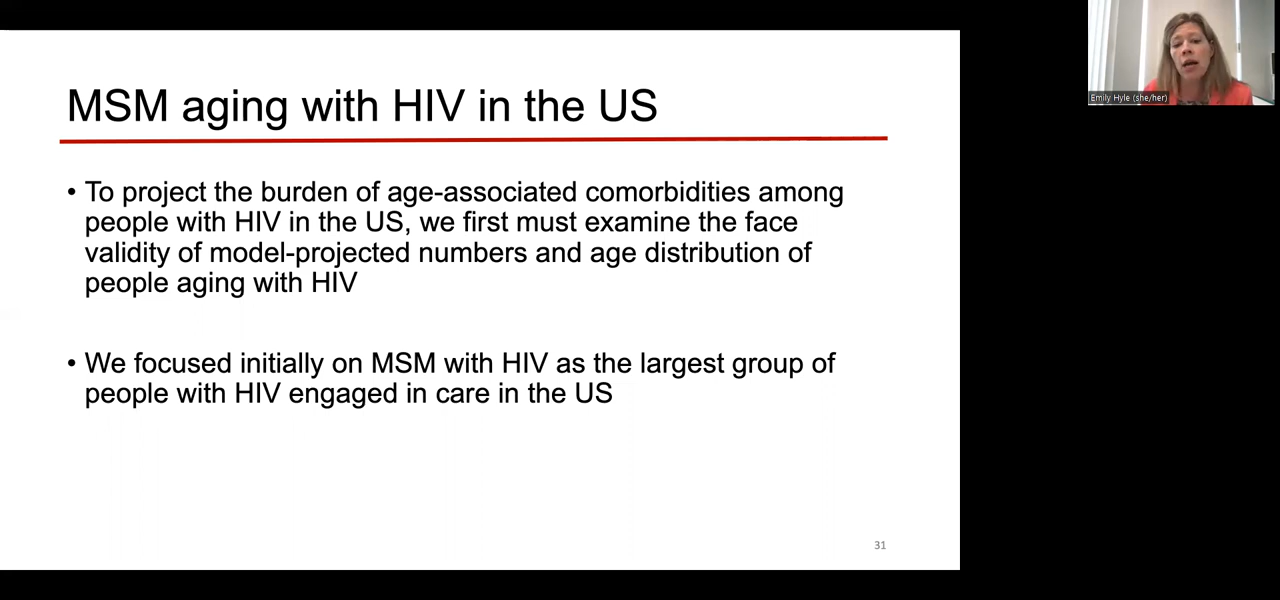 MSM aging with HIV in the US
• To project the burden of age-associated comorbidities among
people with HIV in the US, we first must examine the face
validity of model-projected numbers and age distribution of
people aging with HIV
• We focused initially on MSM with HIV as the largest group of
people with HIV engaged in care in the US
31
Emily Hyle (she/her)